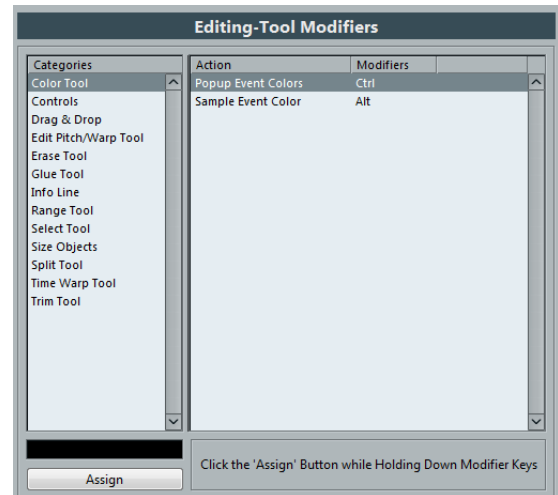 Editing-Tool Modifiers
Categories
Action Modifiers
Color Tool
Controls
Drag & Drop
Edit Pitch/Warp Tool
Erase Tool
Glue Tool
Info Line
Range Tool
Select Tool
Size Objects
Split Tool
Time Warp Tool
Trim Tool
Popup Event Colors Ctrl
Sample Event Color Alt
Assign
Click the 'Assign' Button while Holding Down Modifier Keys